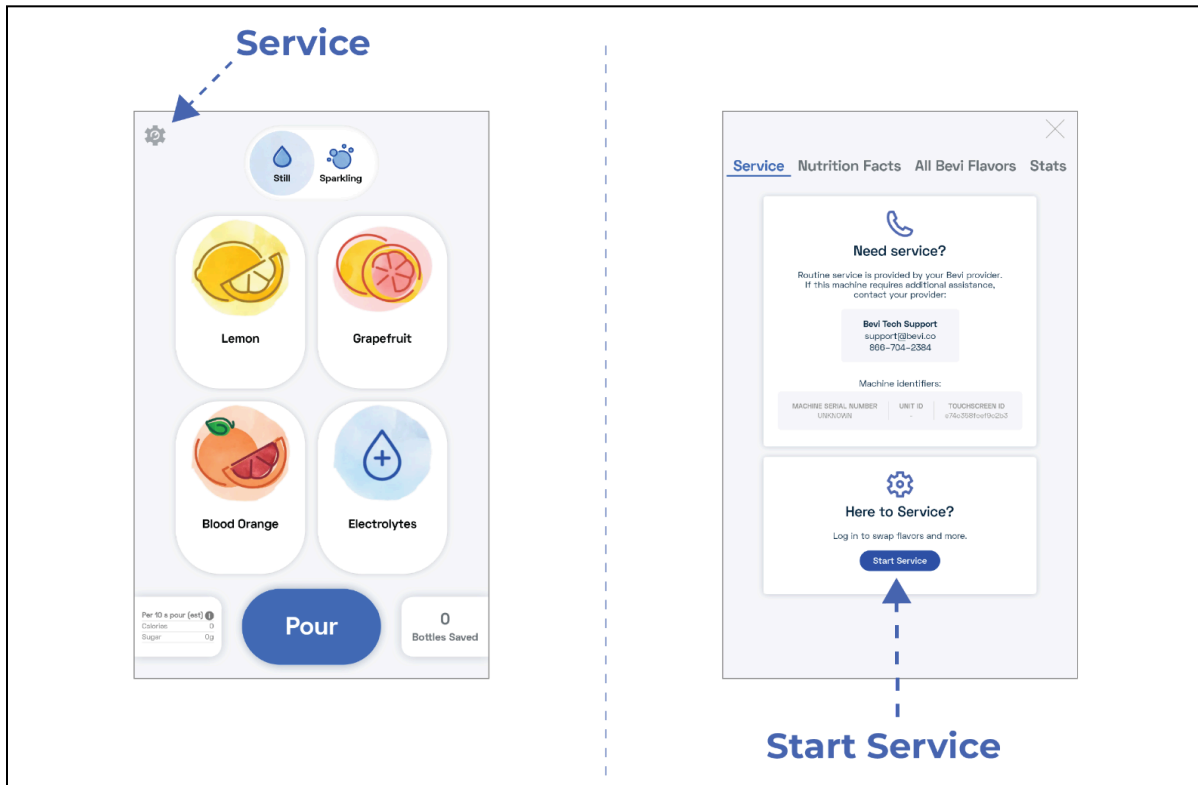 Service
Still
Sparkling
Lemon
Grapefruit
Blood Orange
Electrolytes
Per 10 s pour (est)
Calories 0
Sugar 0g
Pour
0
Bottles Saved
Service Nutrition Facts All Bevi Flavors Stats
Need service?
Routine service is provided by your Bevi provider.
If this machine requires additional assistance,
contact your provider:
Bevi Tech Support
support@bevi.co
866-704-2384
Machine identifiers:
MACHINE SERIAL NUMBER UNIT ID TOUCHSCREEN ID
UNKNOWN -
Here to Service?
Log in to swap flavors and more.
Start Service
Start Service